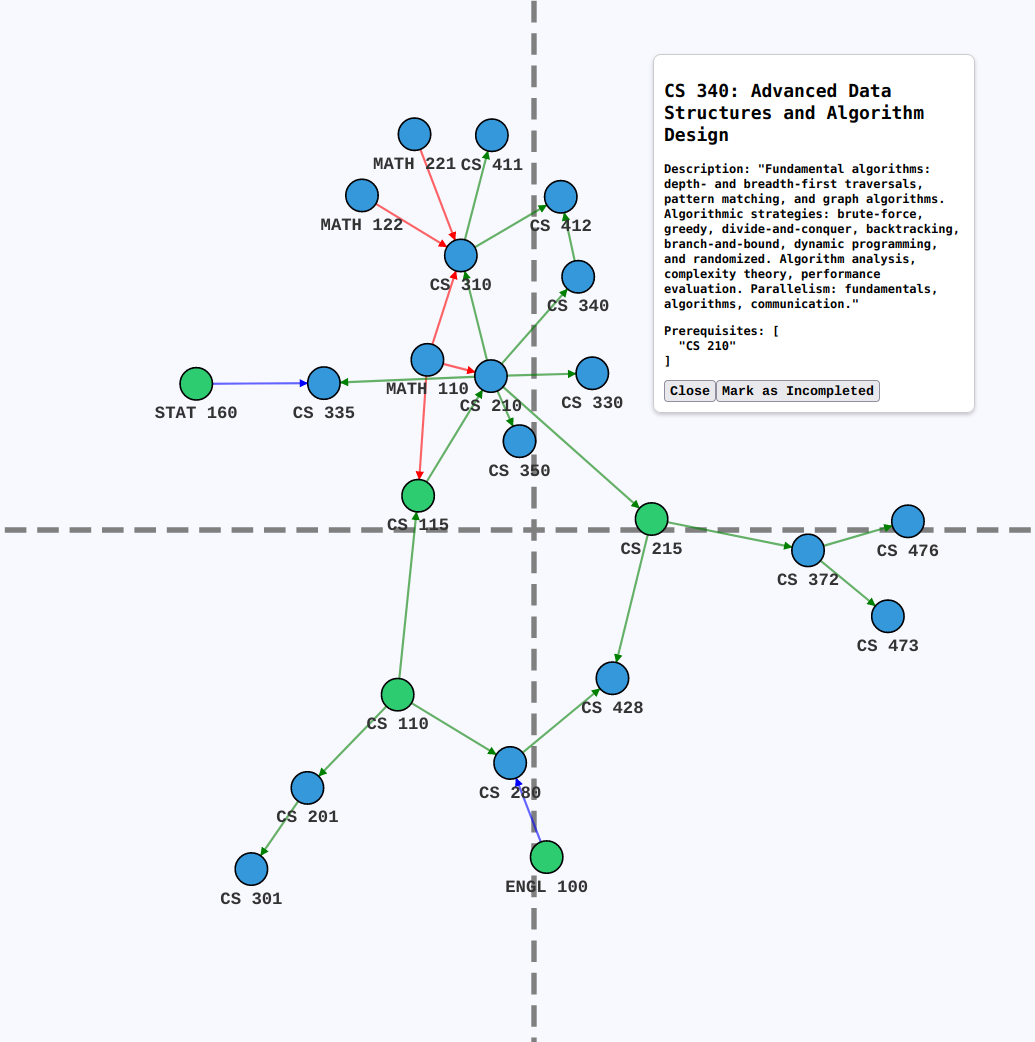 CS 340: Advanced Data
Structures and Algorithm
Design
Description: "Fundamental algorithms:
depth- and breadth-first traversals,
pattern matching, and graph algorithms.
Algorithmic strategies: brute-force,
greedy, divide-and-conquer, backtracking,
branch-and-bound, dynamic programming,
and randomized. Algorithm analysis,
complexity theory, performance
evaluation. Parallelism: fundamentals,
algorithms, communication."
Prerequisites: [
"CS 210"
]
Close Mark as Incompleted
MATH 221 CS 411
MATH 122
CS 412
CS 310
CS 340
MATH 110
CS 210
CS 330
STAT 160
CS 335
CS 350
CS 115
CS 215
CS 476
CS 372
CS 473
CS 428
CS 110
CS 280
CS 201
ENGL 100
CS 301